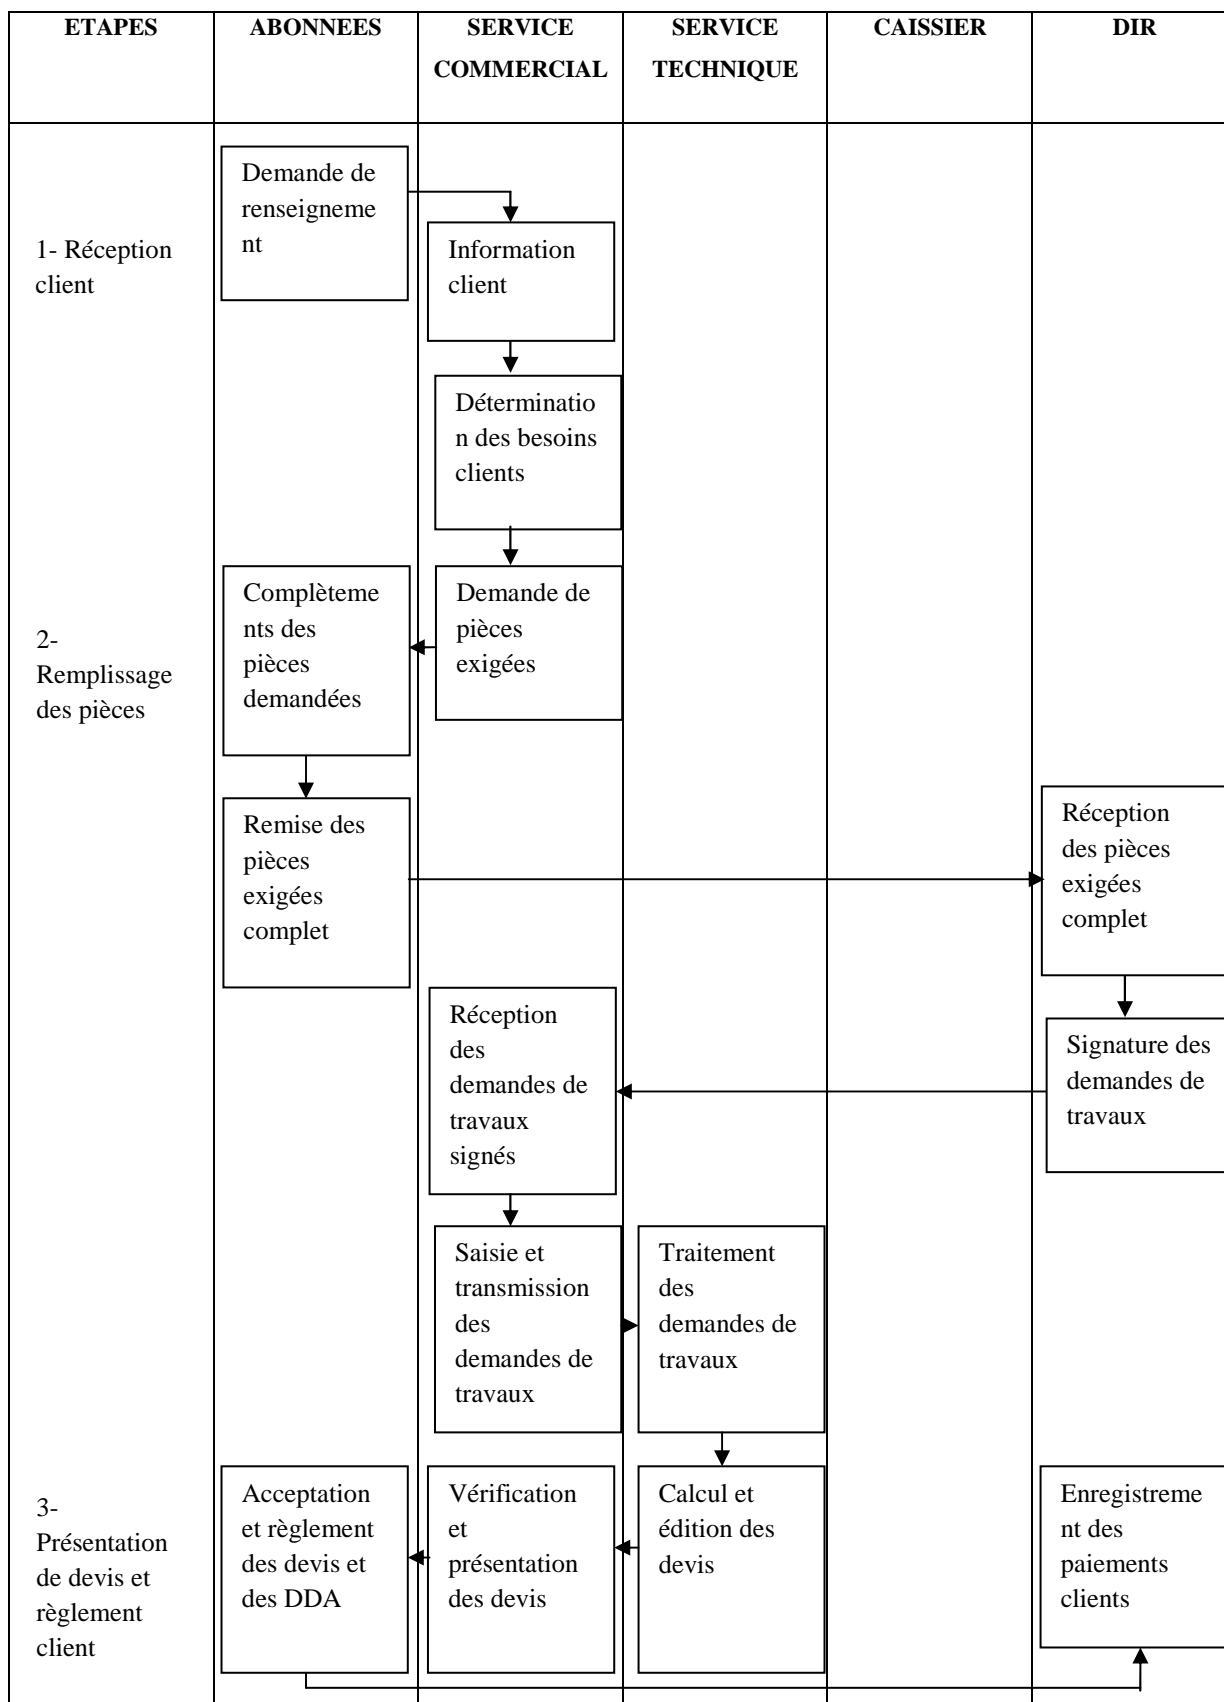 ETAPES
ABONNEES
SERVICE
COMMERCIAL
SERVICE
TECHNIQUE
CAISSIER
DIR
1- Réception
client
Demande de
renseigneme
nt
Information
client
Déterminatio
n des besoins
clients
2-
Remplissage
des pièces
Complèteme
nts des
pièces
demandées
Demande de
pièces
exigées
Remise des
pièces
exigées
complet
Réception
des pièces
exigées
complet
Réception
des
demandes de
travaux
signés
Signature des
demandes de
travaux
Saisie et
transmission
des
demandes de
travaux
Traitement
des
demandes de
travaux
3-
Présentation
de devis et
règlement
client
Acceptation
et règlement
des devis et
des DDA
Vérification
et
présentation
des devis
Calcul et
édition des
devis
Enregistreme
nt des
paiements
clients